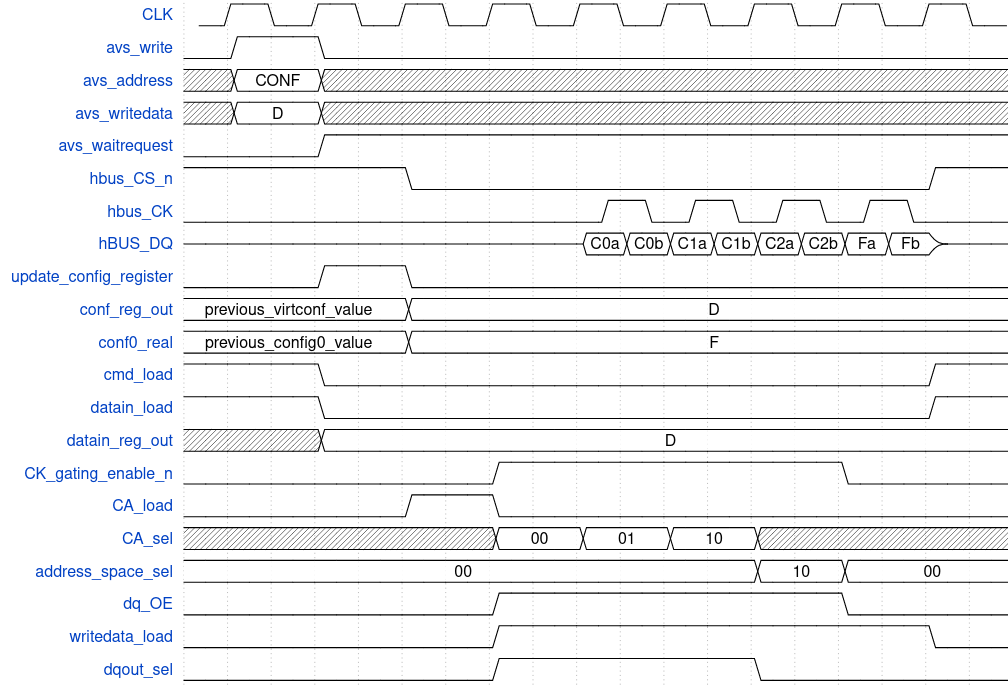 CLK
avs_write
avs_address CONF
avs_writedata D
avs_waitrequest
hbus_CS_n
hbus_CK
hBUS_DQ C0a C0b C1a C1b C2a C2b Fa Fb
update_config_register
conf_reg_out previous_virtconf_value D
conf0_real previous_config0_value F
cmd_load
datain_load
datain_reg_out D
CK_gating_enable_n
CA_load
CA_sel 00 01 10
address_space_sel 00 10 00
dq_OE
writedata_load
dqout_sel